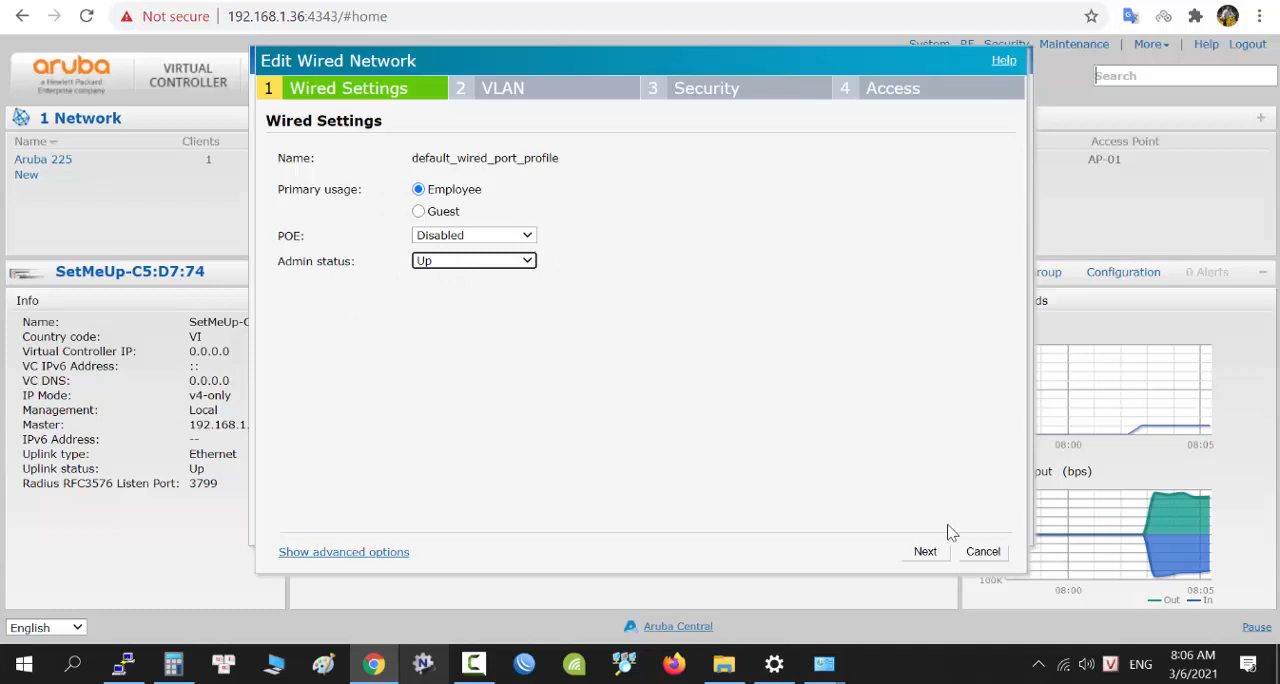 Not secure
192.168.1.36:4343/#home
aruba
a Hewlett Packard
Enterprise company
VIRTUAL
CONTROLLER
System RF Security Maintenance More Help Logout
Search
1 Network
Name Clients
Aruba 225 1
New
Access Point
AP-01
Edit Wired Network
Help
1 Wired Settings
2 VLAN
3 Security
4 Access
Wired Settings
Name: default_wired_port_profile
Primary usage: Employee
Guest
POE: Disabled
Admin status: Up
Show advanced options
Next Cancel
SetMeUp-C5:D7:74
Info
Name: SetMeUp-C
Country code: VI
Virtual Controller IP: 0.0.0.0
VC IPv6 Address: ::
VC DNS: 0.0.0.0
IP Mode: v4-only
Management: Local
Master: 192.168.1.
IPv6 Address: --
Uplink type: Ethernet
Uplink status: Up
Radius RFC3576 Listen Port: 3799
roup Configuration 0 Alerts
ds
08:00 08:05
put (bps)
100K
08:00 08:05
Out In
English
Aruba Central
Pause
ENG
8:06 AM
3/6/2021